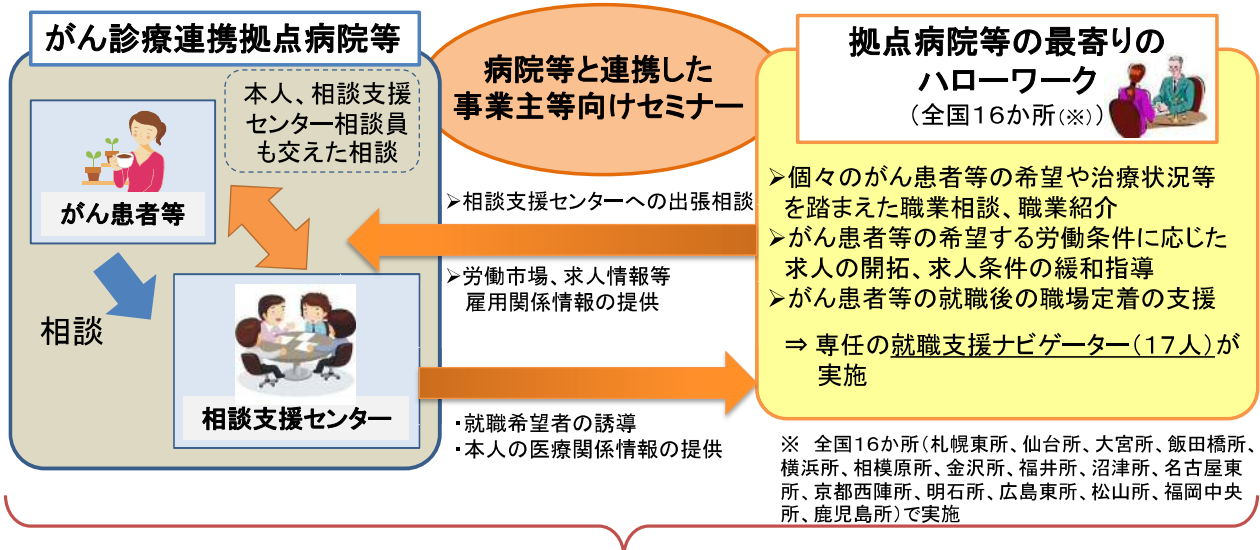 がん診療連携拠点病院等
本人、相談支援
センター相談員
も交えた相談
がん患者等
相談
相談支援センター
病院等と連携した
事業主等向けセミナー
➢相談支援センターへの出張相談
➢労働市場、求人情報等
雇用関係情報の提供
・就職希望者の誘導
・本人の医療関係情報の提供
拠点病院等の最寄りの
ハローワーク
(全国16か所(※))
➢個々のがん患者等の希望や治療状況等
を踏まえた職業相談、職業紹介
➢がん患者等の希望する労働条件に応じた
求人の開拓、求人条件の緩和指導
➢がん患者等の就職後の職場定着の支援
⇒ 専任の就職支援ナビゲーター(17人)が
実施
※ 全国16か所(札幌東所、仙台所、大宮所、飯田橋所、
横浜所、相模原所、金沢所、福井所、沼津所、名古屋東
所、京都西陣所、明石所、広島東所、松山所、福岡中央
所、鹿児島所)で実施